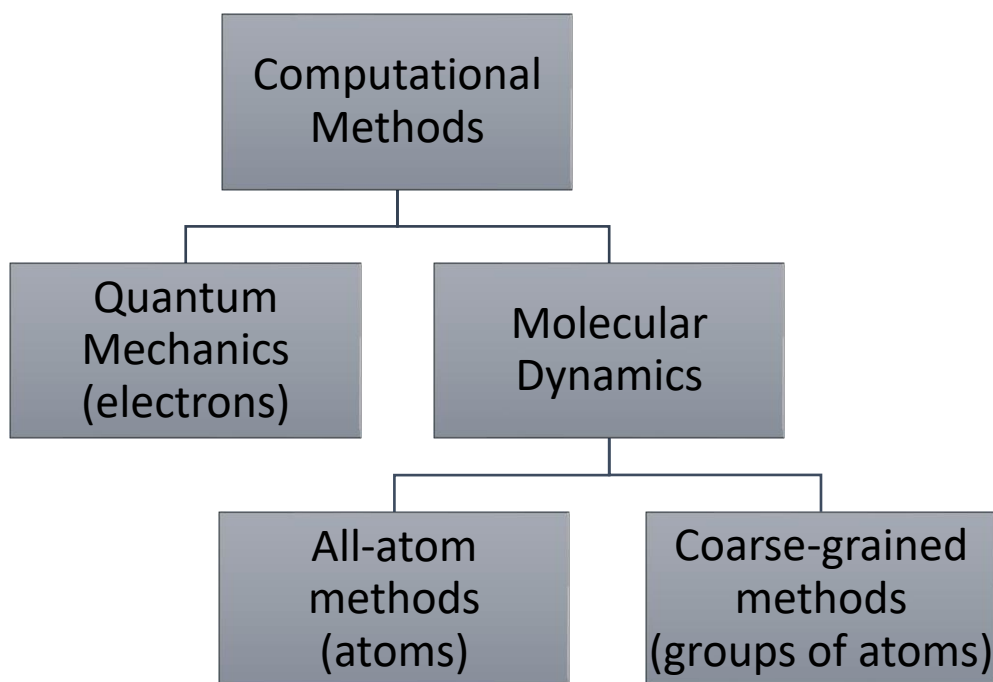 Computational
Methods
Quantum
Mechanics
(electrons)
Molecular
Dynamics
All-atom
methods
(atoms)
Coarse-grained
methods
(groups of atoms)